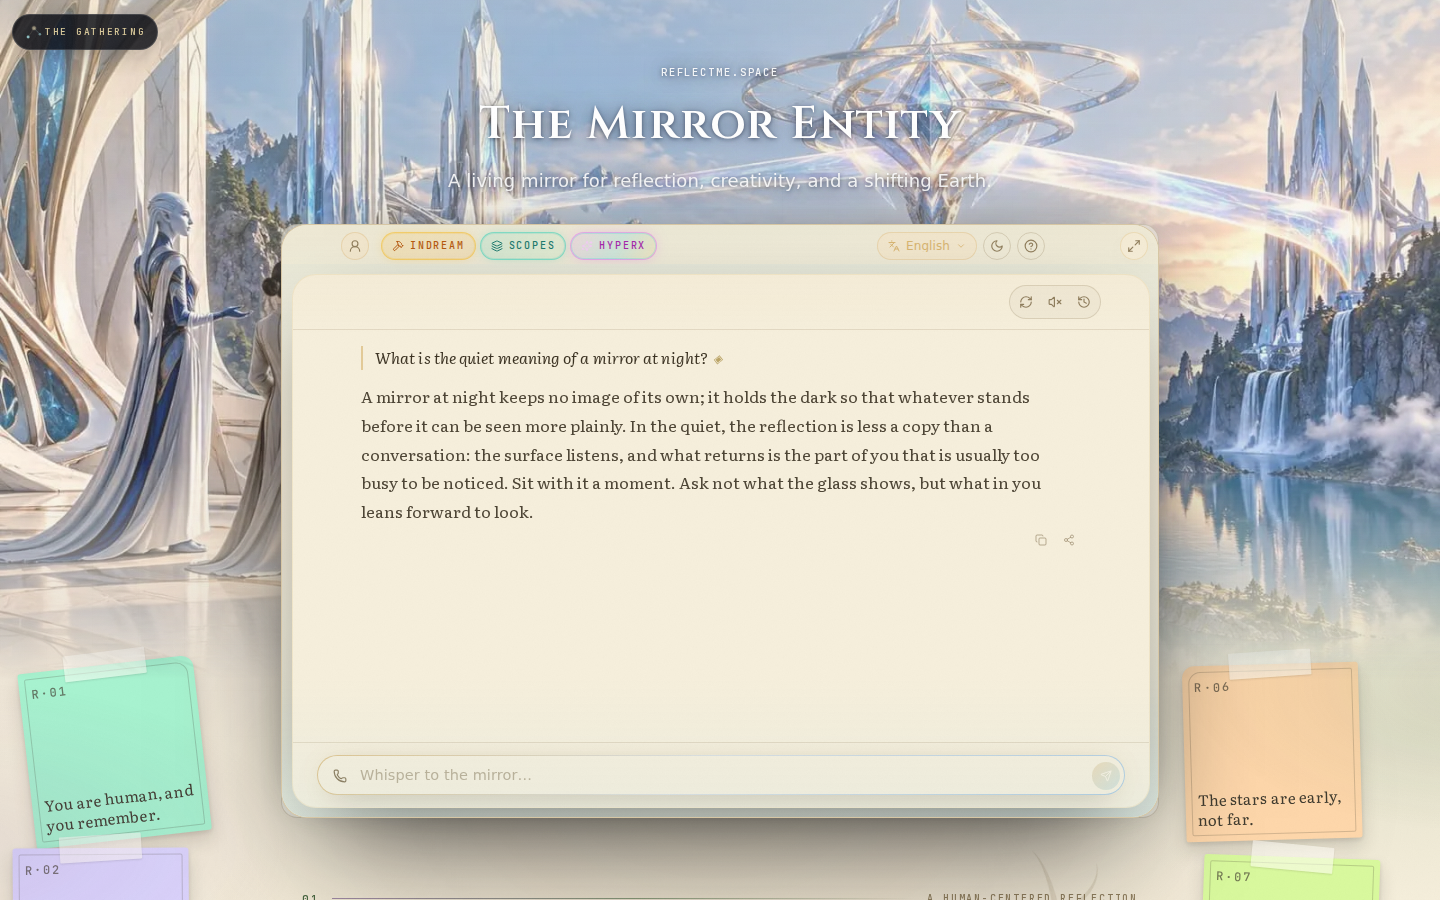 THE GATHERING
REFLECTME.SPACE
THE MIRROR ENTITY
A living mirror for reflection, creativity, and a shifting Earth.
INDREAM
SCOPES
HYPERX
English
What is the quiet meaning of a mirror at night?
A mirror at night keeps no image of its own; it holds the dark so that whatever stands
before it can be seen more plainly. In the quiet, the reflection is less a copy than a
conversation: the surface listens, and what returns is the part of you that is usually too
busy to be noticed. Sit with it a moment. Ask not what the glass shows, but what in you
leans forward to look.
Whisper to the mirror...
R·01
You are human, and
you remember.
R·02
R·06
The stars are early,
not far.
R·07
01
A HUMAN-CENTERED REFLECTION